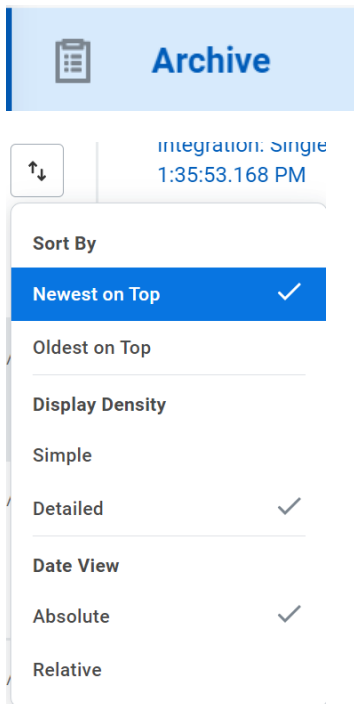 Archive
Integration: Single
1:35:53.168 PM
Sort By
Newest on Top
Oldest on Top
Display Density
Simple
Detailed
Date View
Absolute
Relative